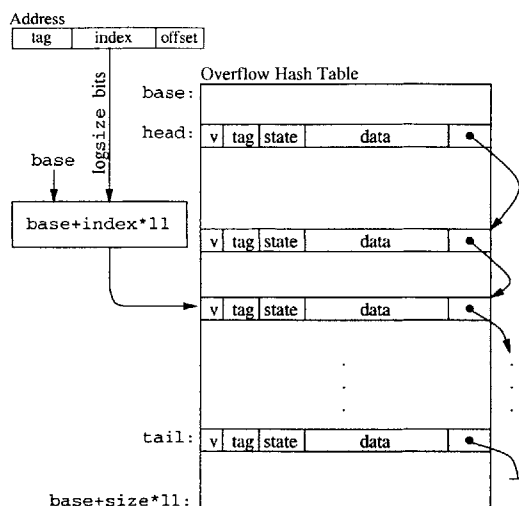 Address
tag index offset
Overflow Hash Table
base:
logsize bits
head:
v tag state data
base
base+index*11
v tag state data
v tag state data
tail:
v tag state data
base+size*11: